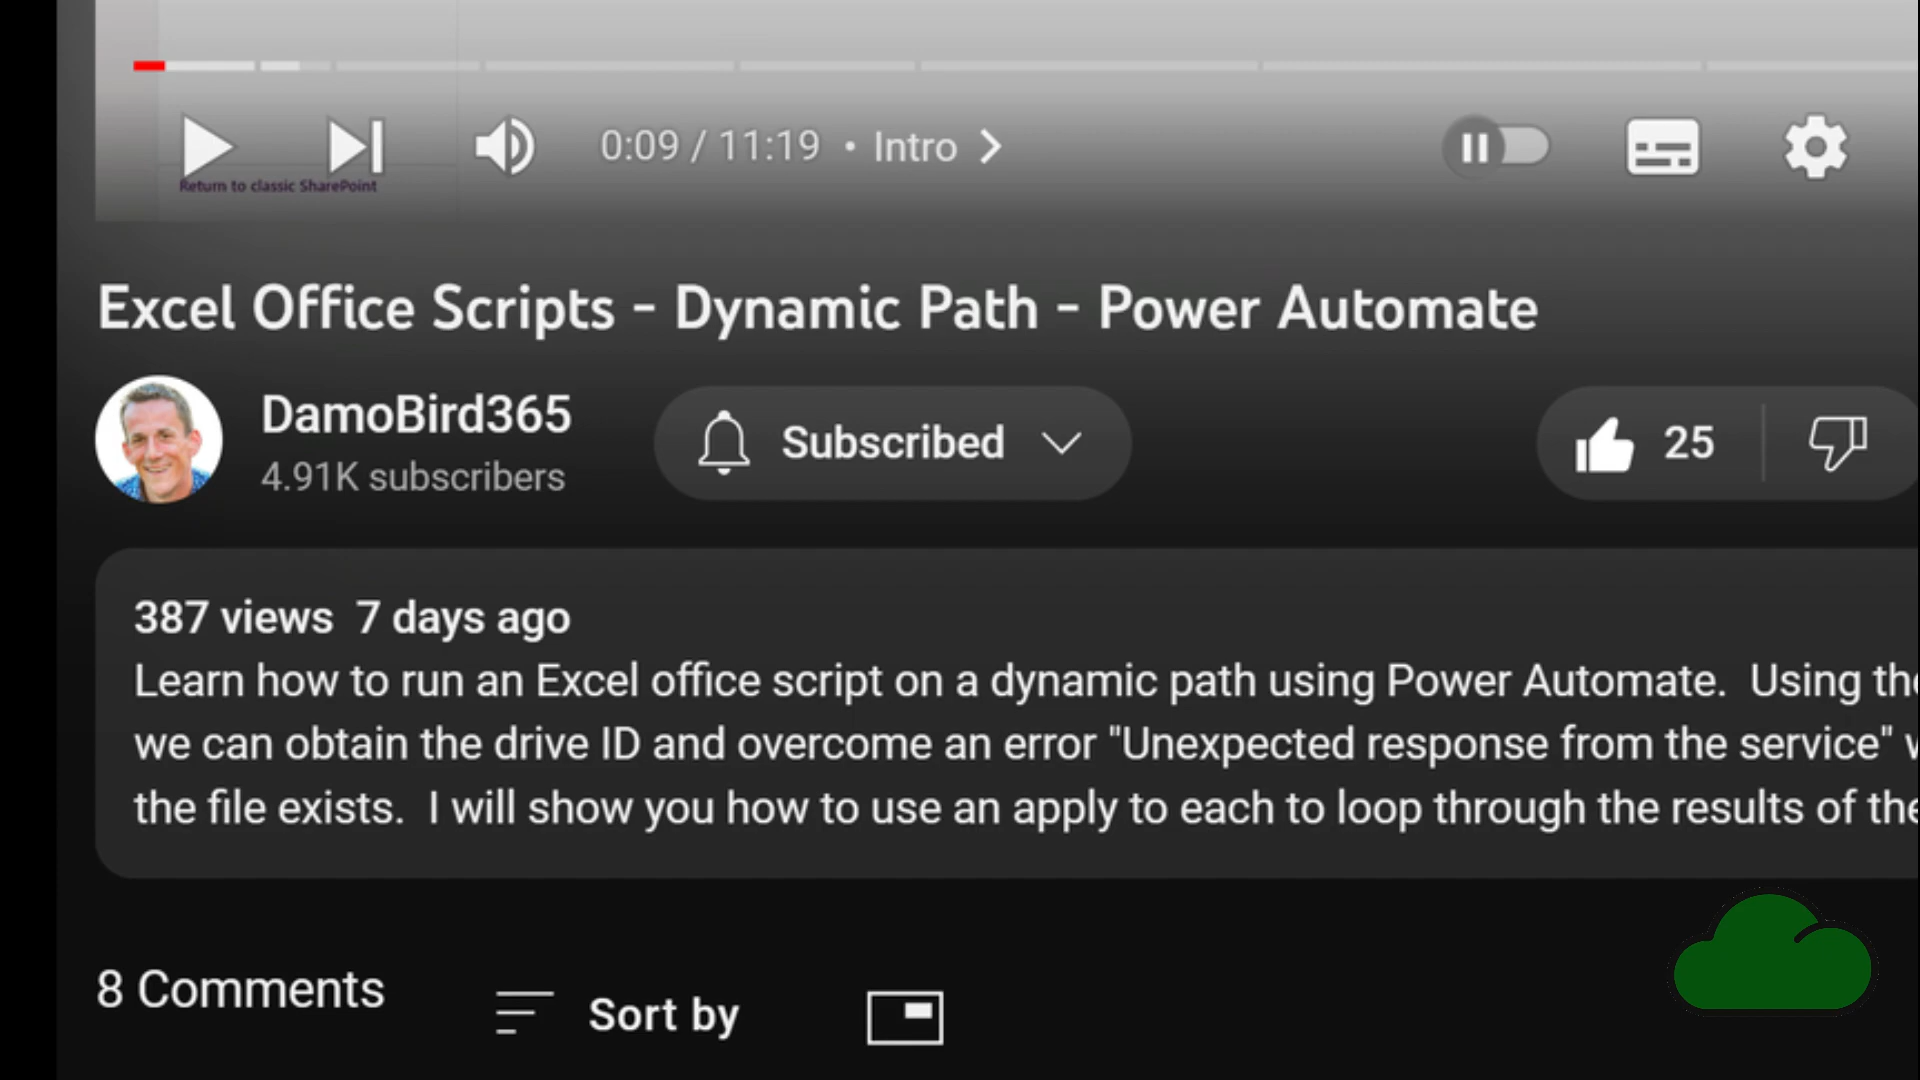 0:09 / 11:19 • Intro
Return to classic SharePoint
Excel Office Scripts - Dynamic Path - Power Automate
DamoBird365
4.91K subscribers
Subscribed
25
387 views 7 days ago
Learn how to run an Excel office script on a dynamic path using Power Automate. Using the
we can obtain the drive ID and overcome an error "Unexpected response from the service"
the file exists. I will show you how to use an apply to each to loop through the results of the
8 Comments
Sort by